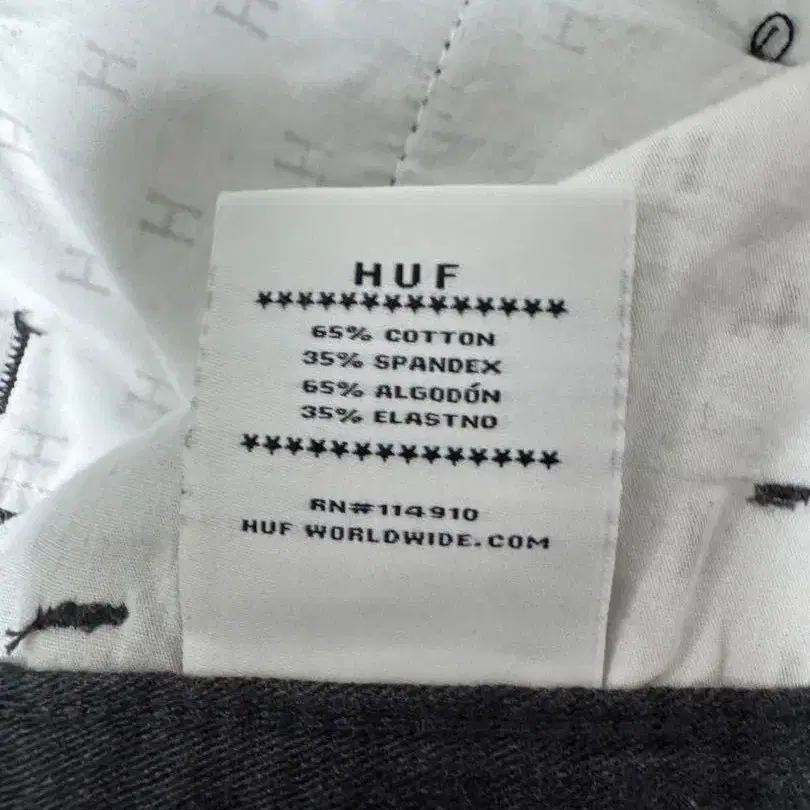 HUF
65% COTTON
35% SPANDEX
65% ALGODÓN
35% ELASTNO
RN#114910
HUF WORLDWIDE.COM